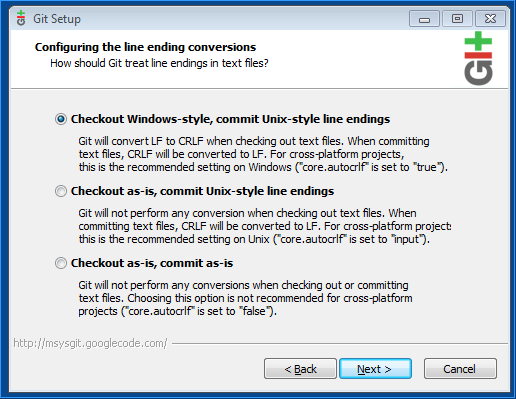 Git Setup
Configuring the line ending conversions
How should Git treat line endings in text files?
GIT
Checkout Windows-style, commit Unix-style line endings
Git will convert LF to CRLF when checking out text files. When committing
text files, CRLF will be converted to LF. For cross-platform projects,
this is the recommended setting on Windows ("core.autocrlf" is set to "true").
Checkout as-is, commit Unix-style line endings
Git will not perform any conversion when checking out text files. When
committing text files, CRLF will be converted to LF. For cross-platform projects
this is the recommended setting on Unix ("core.autocrlf" is set to "input").
Checkout as-is, commit as-is
Git will not perform any conversions when checking out or committing
text files. Choosing this option is not recommended for cross-platform
projects ("core.autocrlf" is set to "false").
http://msysgit.googlecode.com/
< Back
Next >
Cancel